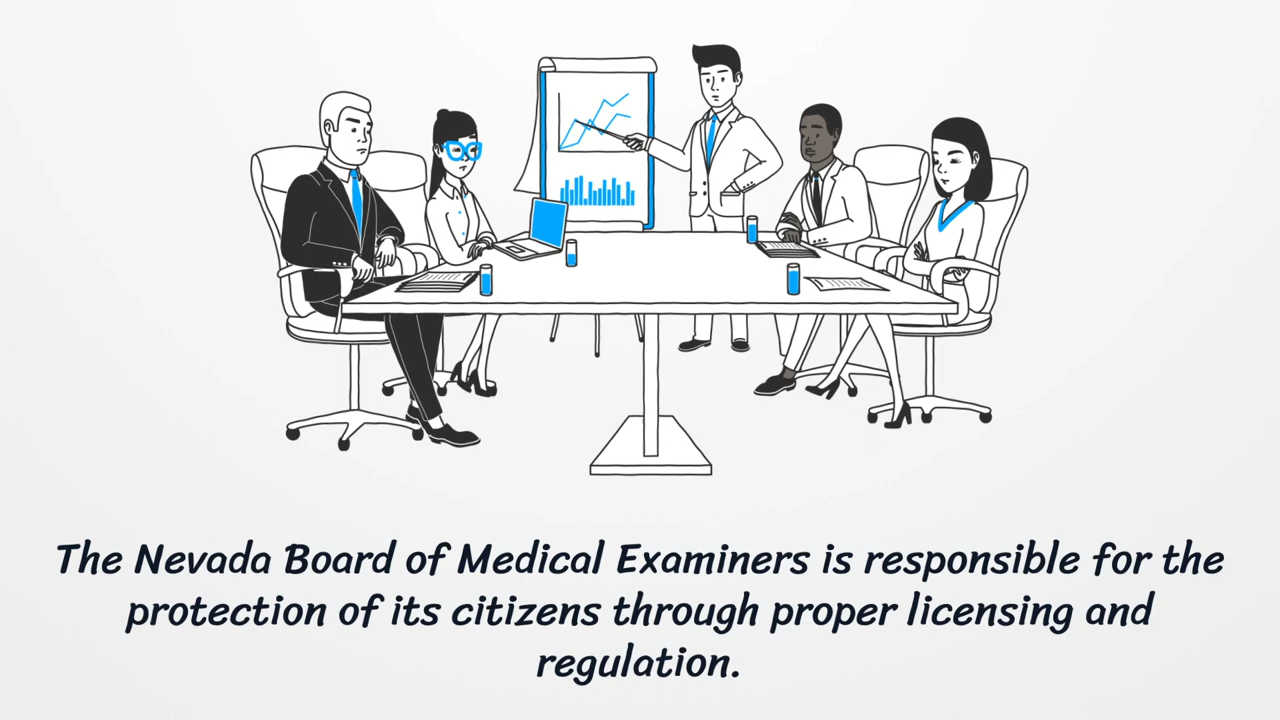 The Nevada Board of Medical Examiners is responsible for the
protection of its citizens through proper licensing and
regulation.